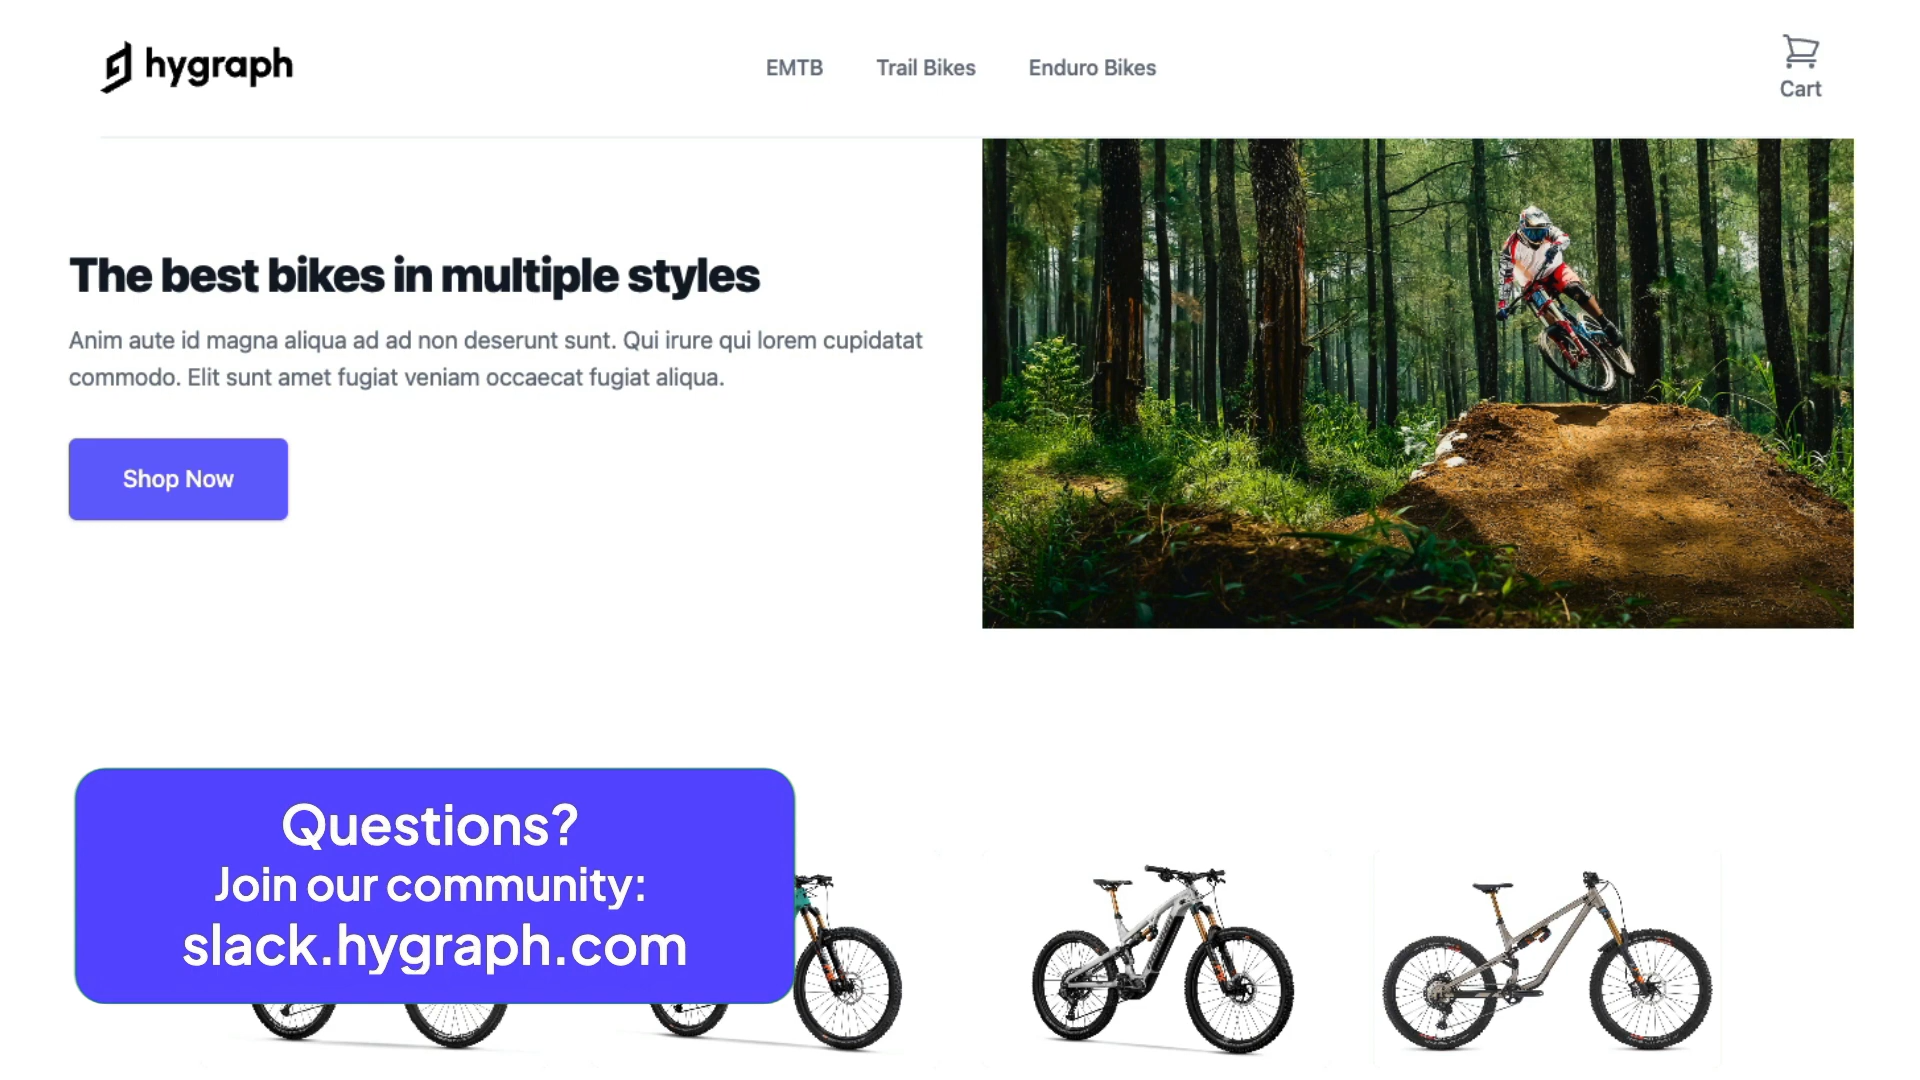 hygraph
EMTB
Trail Bikes
Enduro Bikes
Cart
The best bikes in multiple styles
Anim aute id magna aliqua ad ad non deserunt sunt. Qui irure qui lorem cupidatat
commodo. Elit sunt amet fugiat veniam occaecat fugiat aliqua.
Shop Now
Questions?
Join our community:
slack.hygraph.com